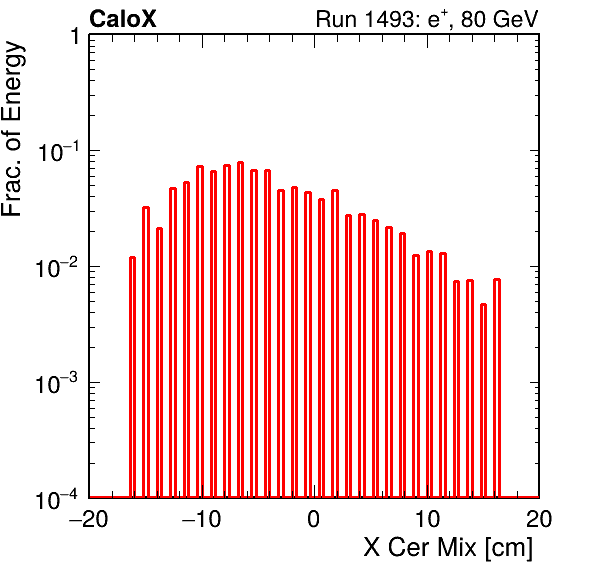 CaloX Run 1493: e⁺, 80 GeV
Frac. of Energy
1
10⁻¹
10⁻²
10⁻³
10⁻⁴
−20 −10 0 10 20
X Cer Mix [cm]